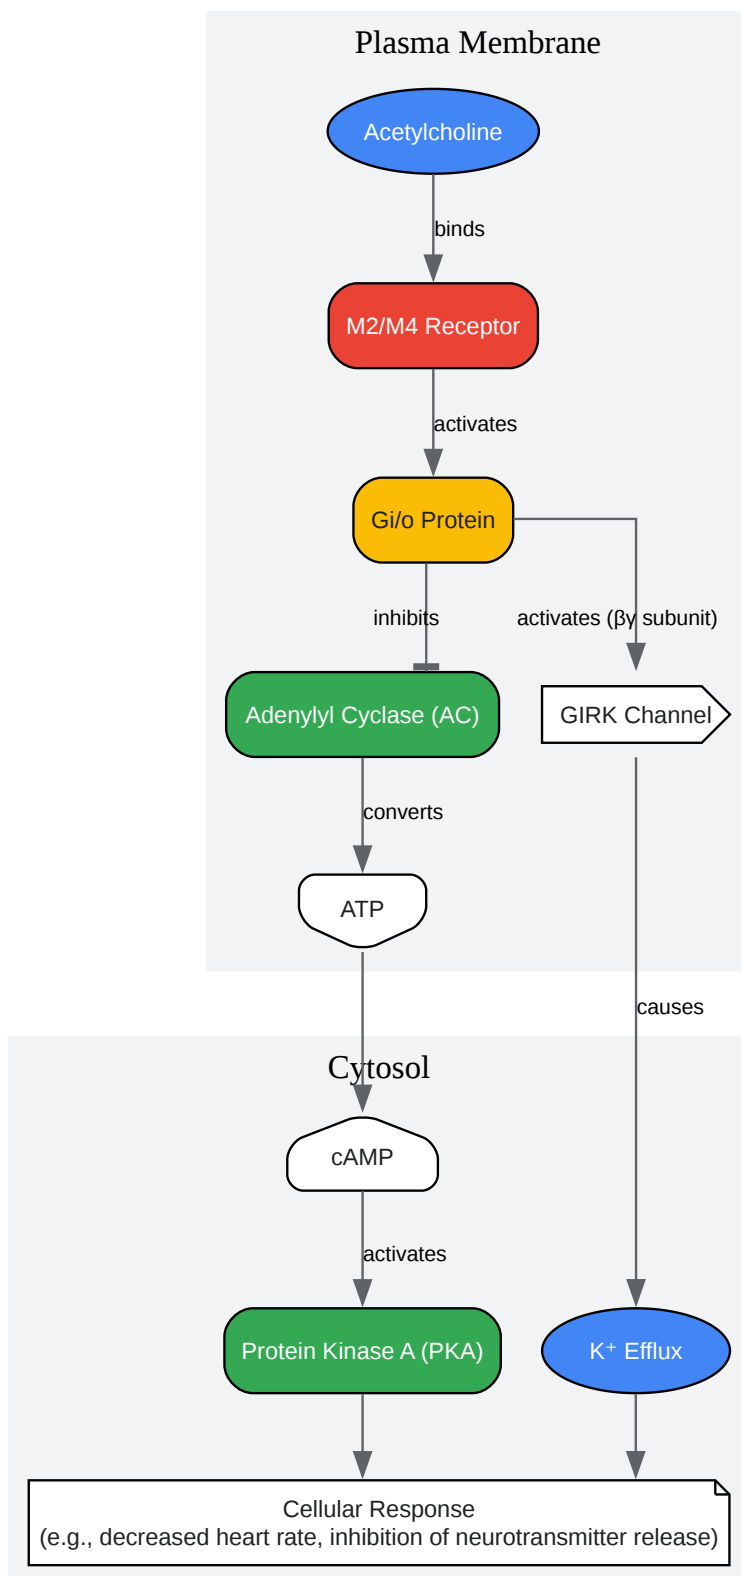 Plasma Membrane
Acetylcholine
binds
M2/M4 Receptor
activates
Gi/o Protein
inhibits
activates (βγ subunit)
Adenylyl Cyclase (AC)
GIRK Channel
converts
ATP
causes
Cytosol
cAMP
activates
Protein Kinase A (PKA)
K⁺ Efflux
Cellular Response
(e.g., decreased heart rate, inhibition of neurotransmitter release)